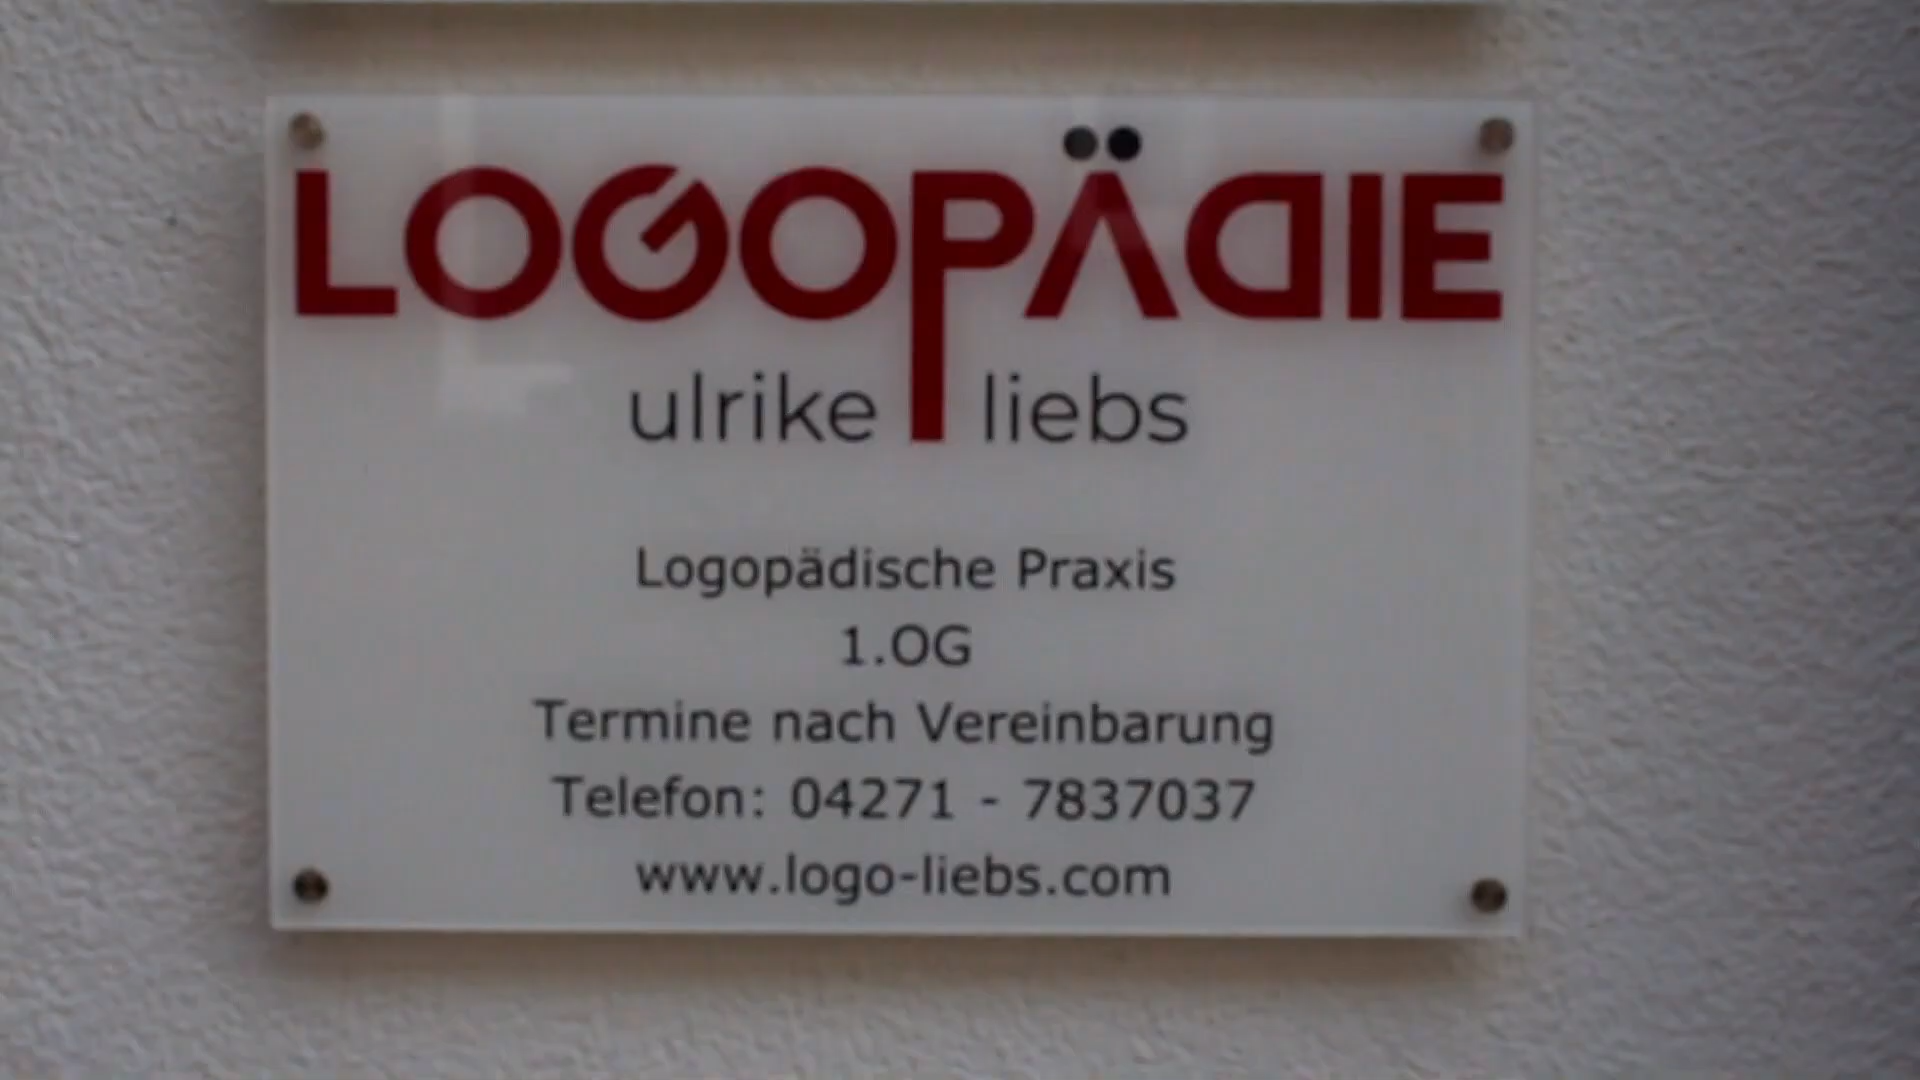 LOGOPÄDIE
ulrike liebs
Logopädische Praxis
1.OG
Termine nach Vereinbarung
Telefon: 04271 - 7837037
www.logo-liebs.com